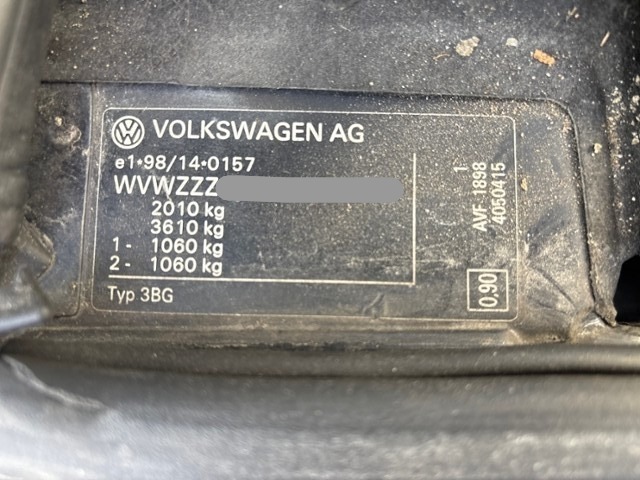 VOLKSWAGEN AG
e1*98/14*0157
WVWZZZ
2010 kg
3610 kg
1- 1060 kg
2- 1060 kg
Typ 3BG
1
AVF 1898
4050415
0.90